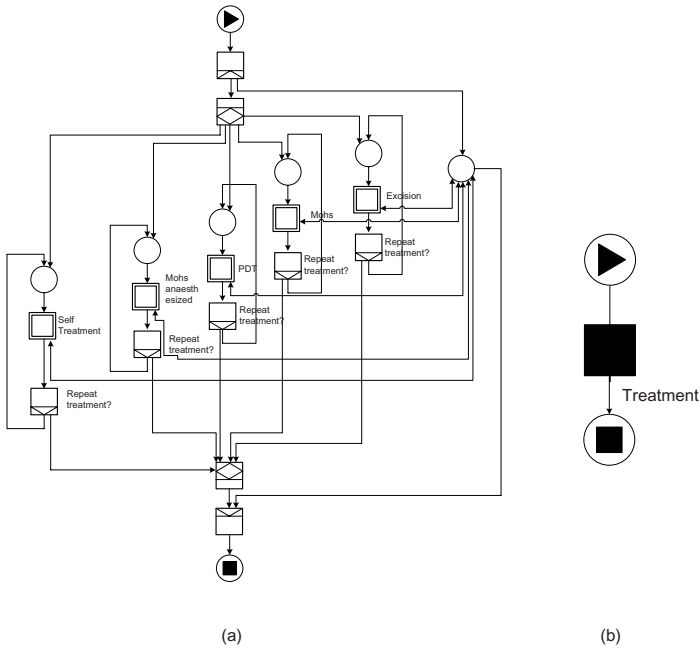 Excision
Mohs
Repeat
treatment?
Repeat treatment?
PDT
Mohs
anaesth
esized
Repeat
treatment?
Self
Treatment
Repeat
treatment?
Repeat
treatment?
Treatment
(a)
(b)